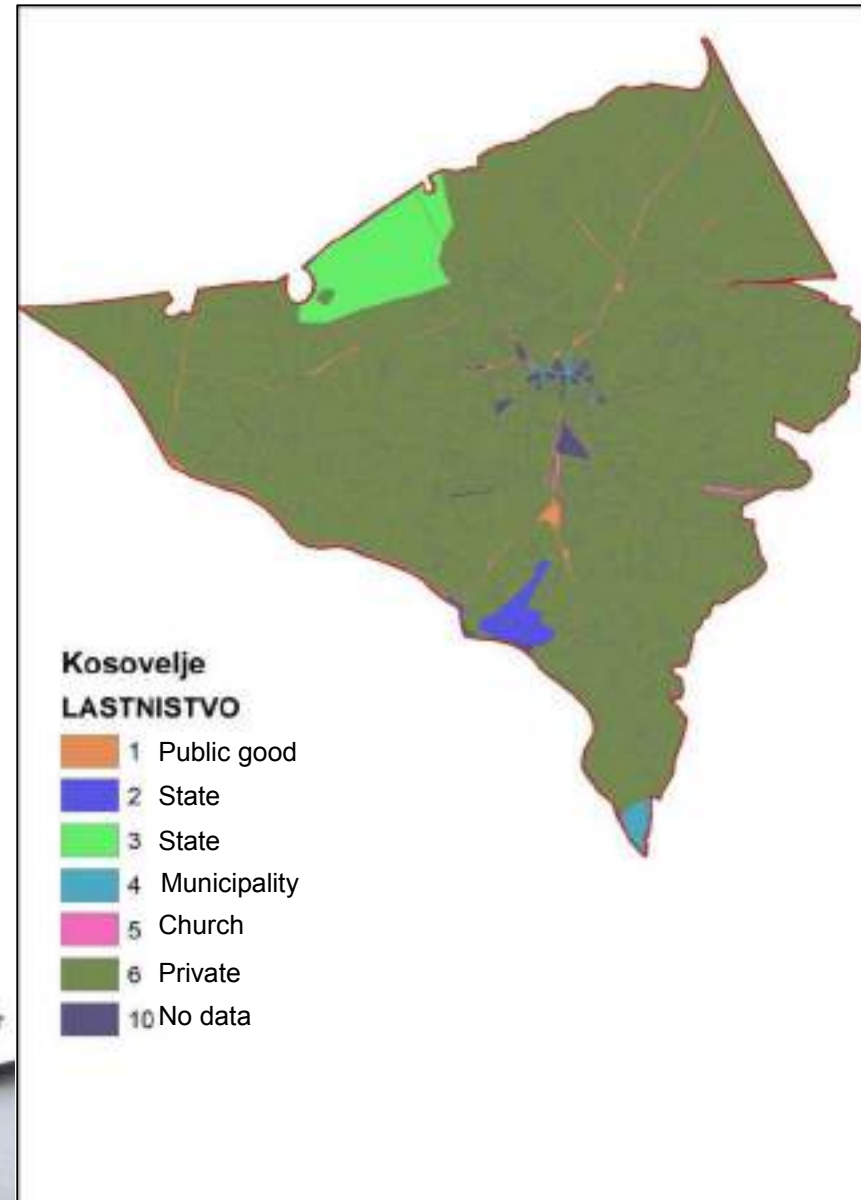 Kosovelje
LASTNISTVO
1 Public good
2 State
3 State
4 Municipality
5 Church
6 Private
10 No data